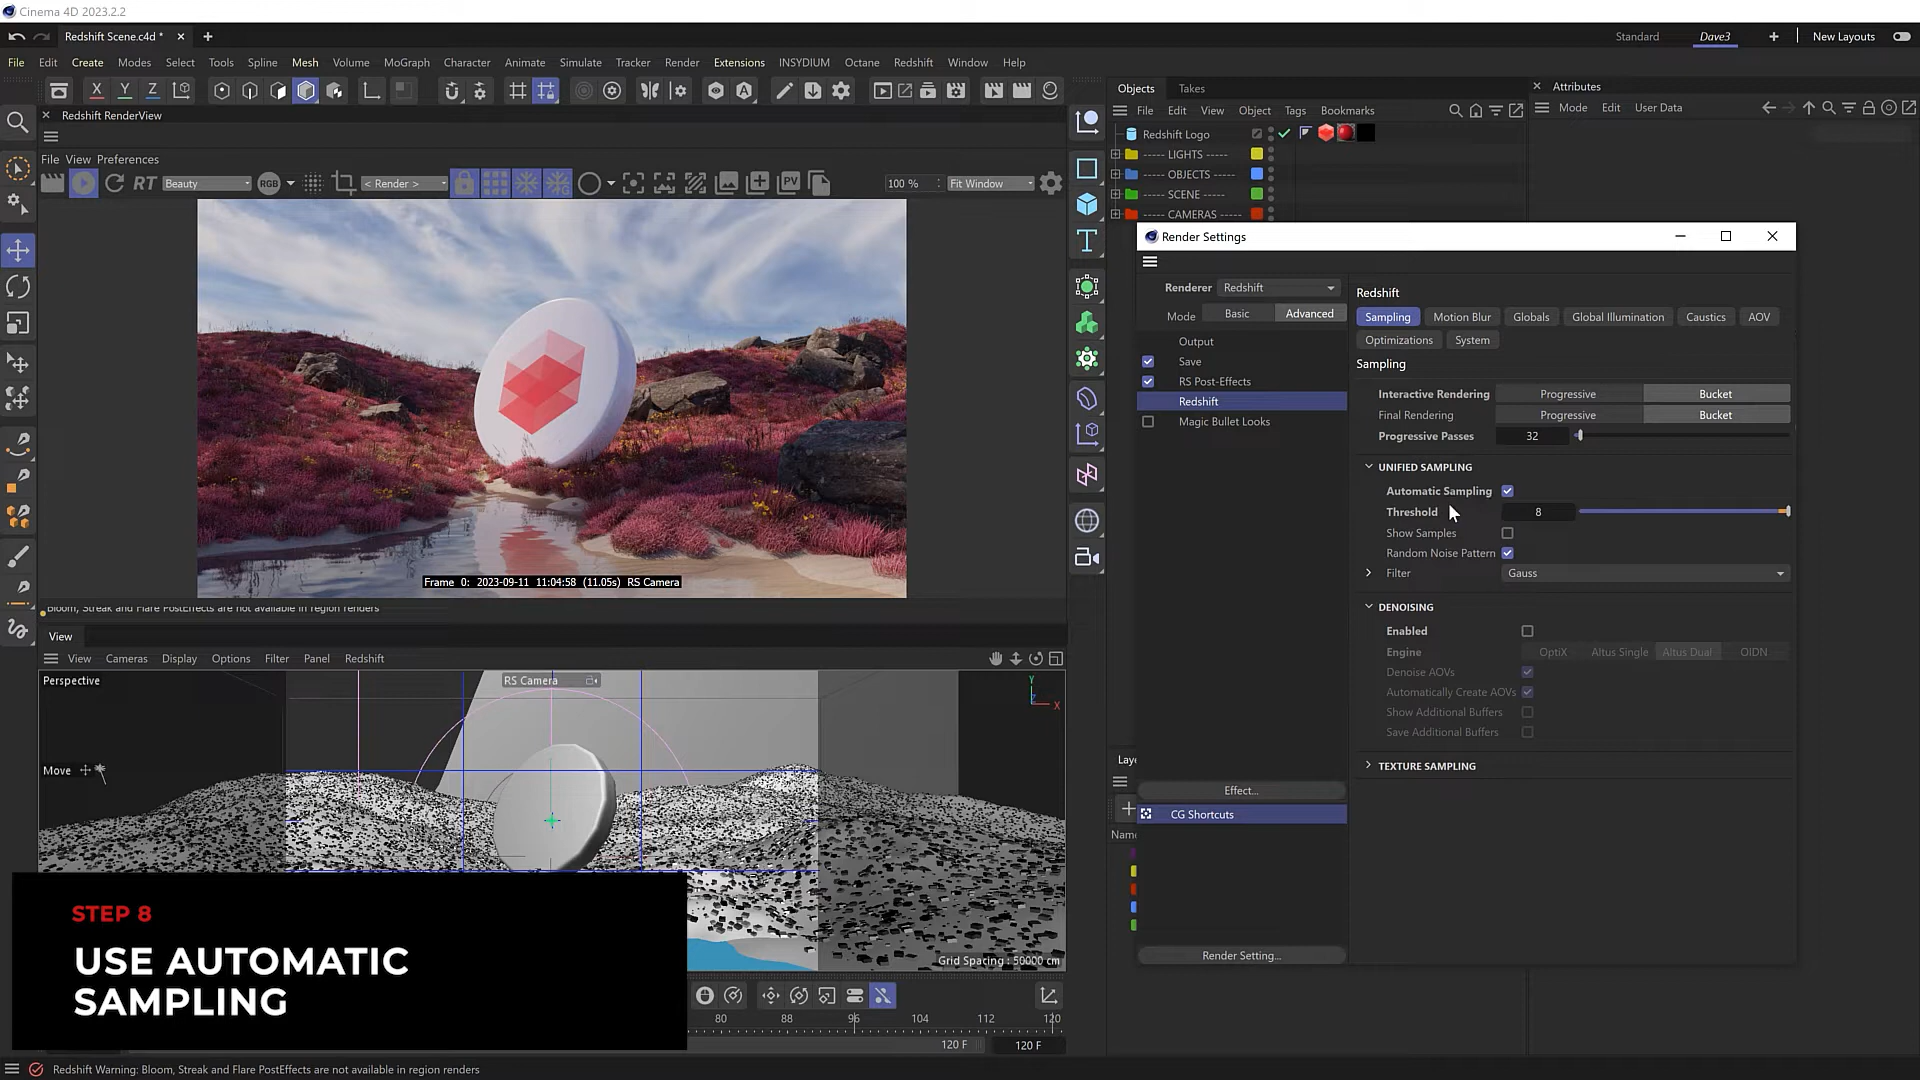 Cinema 4D 2023.2.2
Redshift Scene.c4d *
Standard Dave3 New Layouts
File Edit Create Modes Select Tools Spline Mesh Volume MoGraph Character Animate Simulate Tracker Render Extensions INSYDIUM Octane Redshift Window Help
X Y Z
Redshift RenderView
File View Preferences
RT Beauty RGB < Render > PV 100 % Fit Window
Frame 0: 2023-09-11 11:04:58 (11.05s) RS Camera
Bloom, Streak and Flare PostEffects are not available in region renders
View
View Cameras Display Options Filter Panel Redshift
Perspective
RS Camera
Y
X
Move
Grid Spacing : 50000 cm
STEP 8
USE AUTOMATIC
SAMPLING
80 88 96 104 112 120
120 F 120 F
Redshift Warning: Bloom, Streak and Flare PostEffects are not available in region renders
Objects Takes
File Edit View Object Tags Bookmarks
Redshift Logo
----- LIGHTS -----
----- OBJECTS -----
----- SCENE -----
----- CAMERAS -----
Attributes
Mode Edit User Data
Laye
Name
Render Settings
Renderer Redshift
Mode Basic Advanced
Output
Save
RS Post-Effects
Redshift
Magic Bullet Looks
Effect...
CG Shortcuts
Render Setting...
Redshift
Sampling Motion Blur Globals Global Illumination Caustics AOV
Optimizations System
Sampling
Interactive Rendering Progressive Bucket
Final Rendering Progressive Bucket
Progressive Passes 32
UNIFIED SAMPLING
Automatic Sampling
Threshold 8
Show Samples
Random Noise Pattern
Filter Gauss
DENOISING
Enabled
Engine OptiX Altus Single Altus Dual OIDN
Denoise AOVs
Automatically Create AOVs
Show Additional Buffers
Save Additional Buffers
TEXTURE SAMPLING